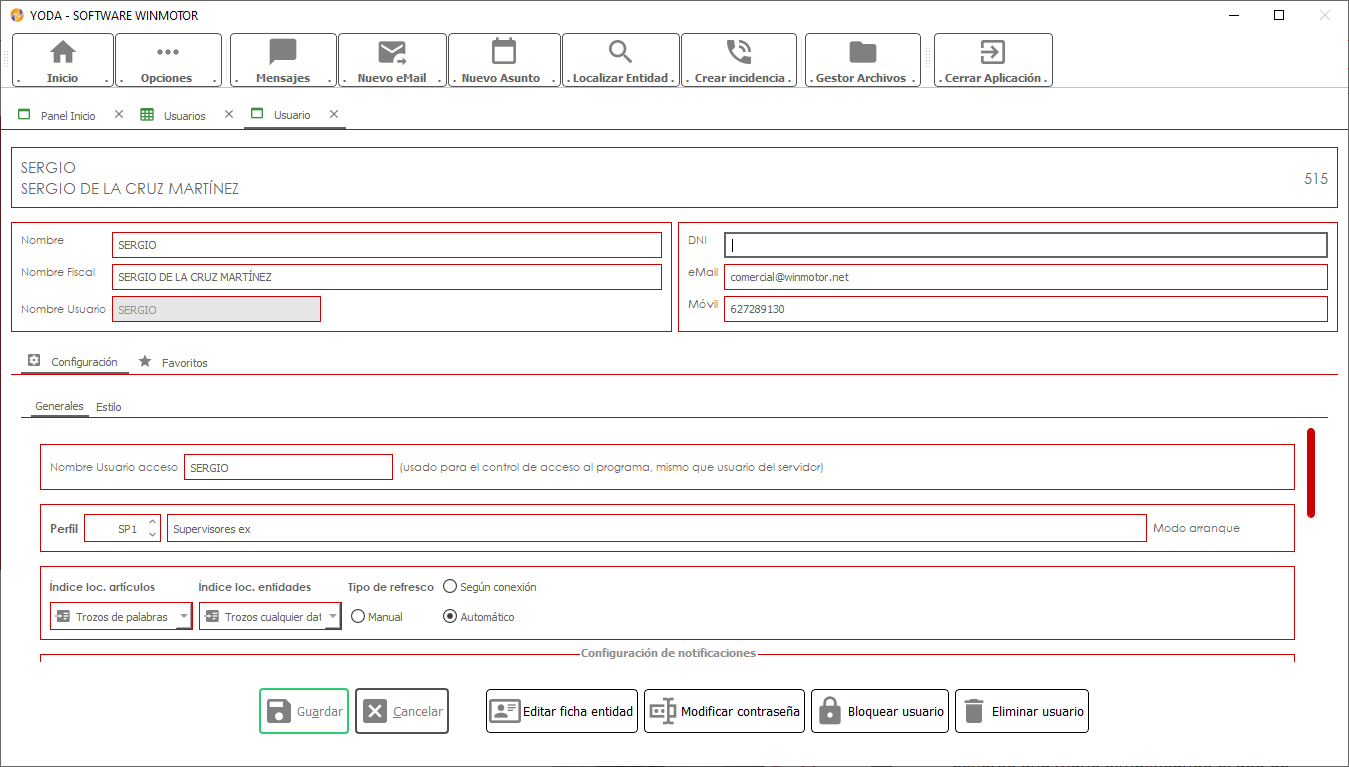 YODA - SOFTWARE WINMOTOR
. Inicio .
. Opciones .
. Mensajes .
. Nuevo eMail .
. Nuevo Asunto .
. Localizar Entidad .
. Crear incidencia .
. Gestor Archivos .
. Cerrar Aplicación .
Panel Inicio
Usuarios
Usuario
SERGIO
SERGIO DE LA CRUZ MARTÍNEZ
515
Nombre SERGIO
Nombre Fiscal SERGIO DE LA CRUZ MARTÍNEZ
Nombre Usuario SERGIO
DNI
eMail comercial@winmotor.net
Móvil 627289130
Configuración
Favoritos
Generales
Estilo
Nombre Usuario acceso SERGIO (usado para el control de acceso al programa, mismo que usuario del servidor)
Perfil SP1 Supervisores ex Modo arranque
Índice loc. artículos Índice loc. entidades Tipo de refresco Según conexión
Trozos de palabras Trozos cualquier dat Manual Automático
Configuración de notificaciones
Guardar
Cancelar
Editar ficha entidad
Modificar contraseña
Bloquear usuario
Eliminar usuario